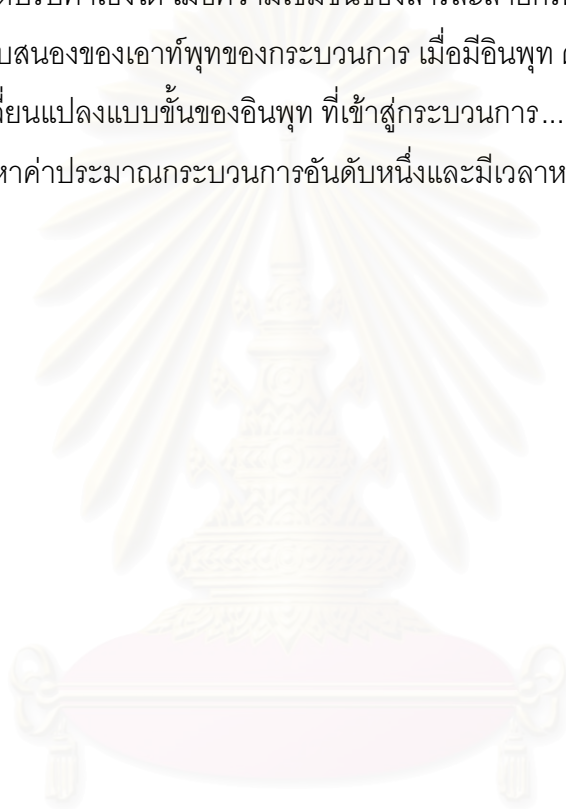 เมื่อความเข้มข้นของสารละลาย
บสนองของเอาท์พุทของกระบวนการ เมื่อมีอินพุท
ลี่ยนแปลงแบบขั้นของอินพุท ที่เข้าสู่กระบวนการ...
หาค่าประมาณกระบวนการอันดับหนึ่งและมีเวลาห